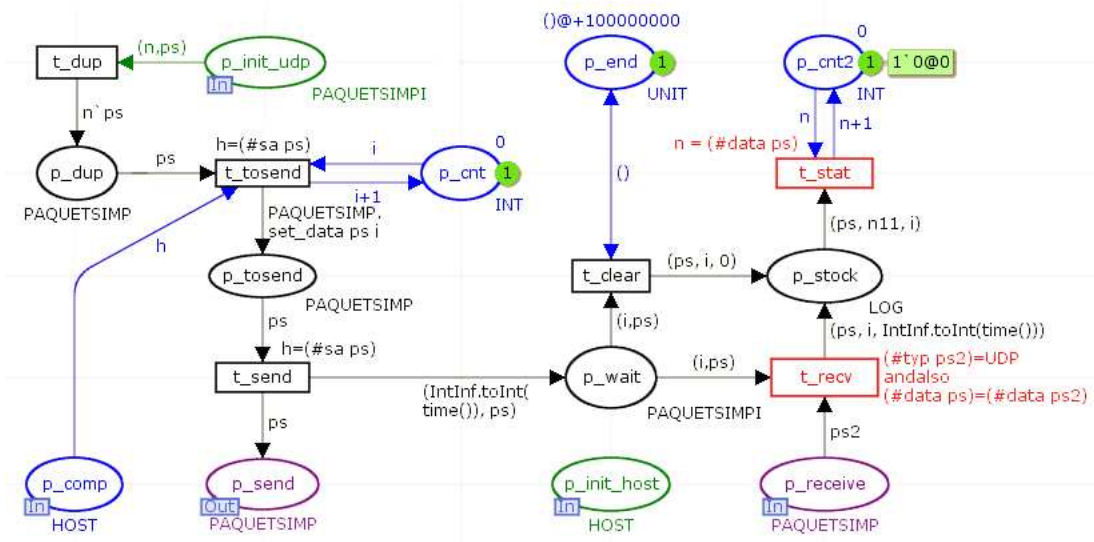 ()@+100000000
0
(n,ps)
t_dup
p_init_udp
In
PAQUETSIMPI
p_end
1
UNIT
p_cnt2
1
1`0@0
INT
n`ps
n
n+1
h=(#sa ps)
0
n = (#data ps)
p_dup
ps
t_tosend
i
i+1
p_cnt
1
INT
()
t_stat
PAQUETSIMP
PAQUETSIMP.
set_data ps i
(ps, n11, i)
h
p_tosend
PAQUETSIMP
t_clear
(ps, i, 0)
p_stock
LOG
ps
(i,ps)
(ps, i, IntInf.toInt(time()))
h=(#sa ps)
t_send
(IntInf.toInt(
time()), ps)
p_wait
PAQUETSIMPI
(i,ps)
t_recv
(#typ ps2)=UDP
andalso
(#data ps)=(#data ps2)
ps
ps2
p_comp
In
HOST
p_send
Out
PAQUETSIMP
p_init_host
In
HOST
p_receive
In
PAQUETSIMP